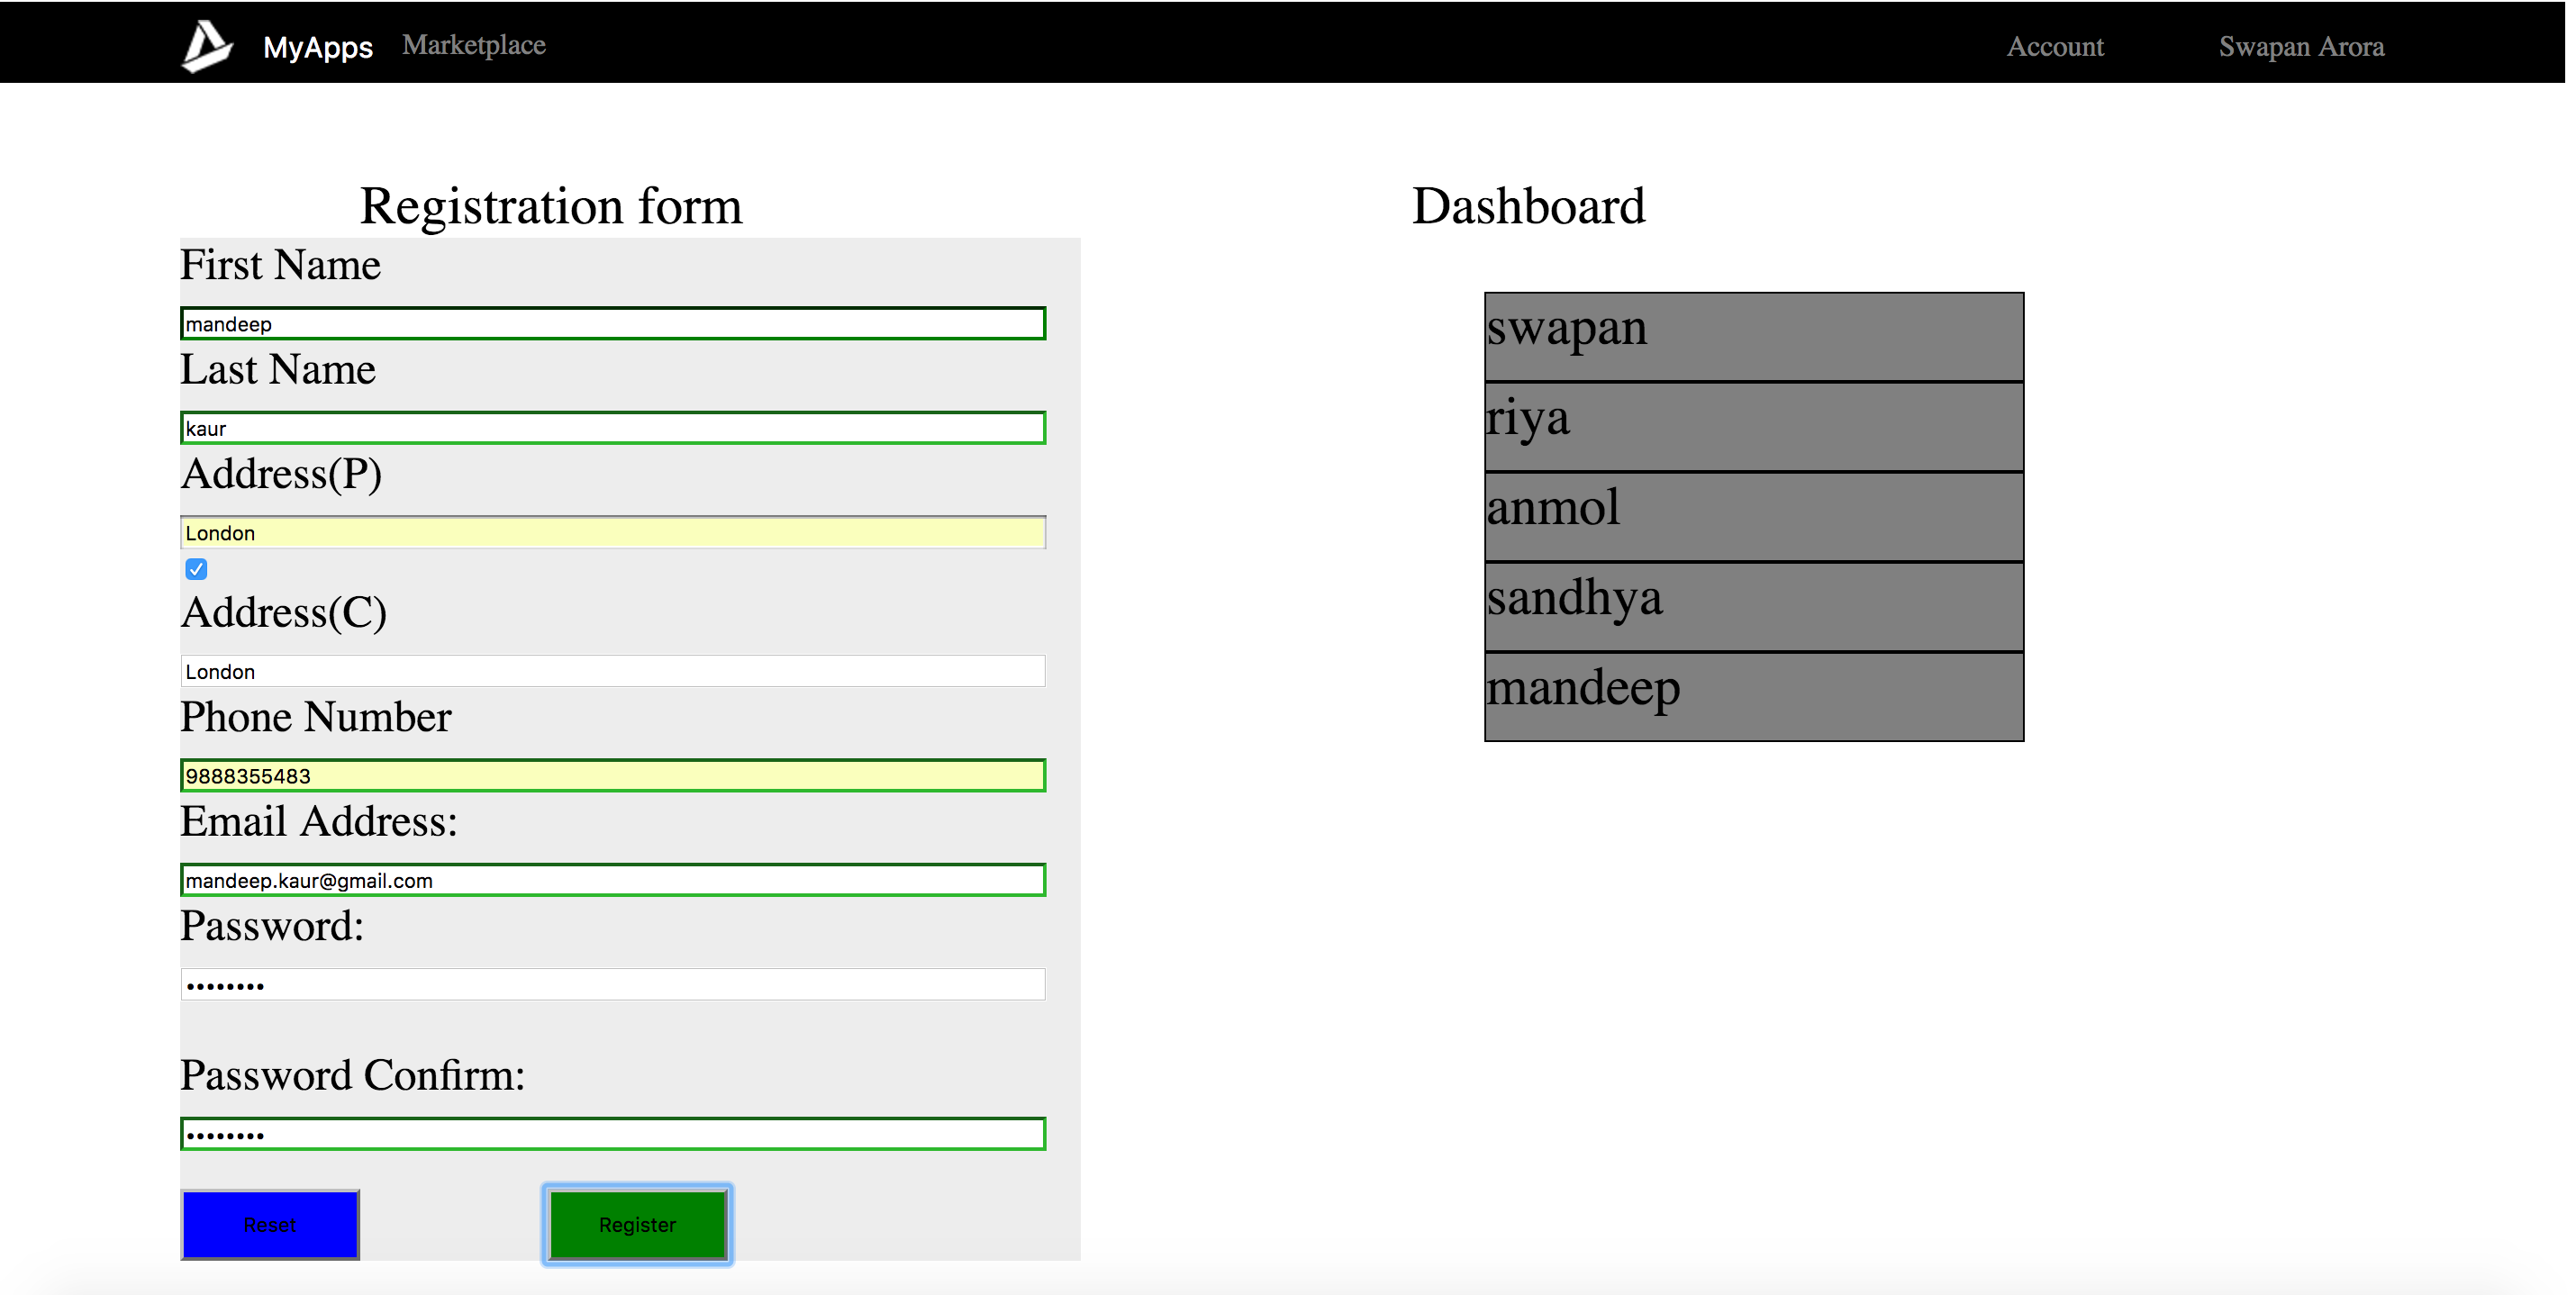 MyApps Marketplace Account Swapan Arora
Registration form
First Name
mandeep
Last Name
kaur
Address(P)
London
Address(C)
London
Phone Number
9888355483
Email Address:
mandeep.kaur@gmail.com
Password:
••••••••
Password Confirm:
••••••••
Reset Register
Dashboard
swapan
riya
anmol
sandhya
mandeep